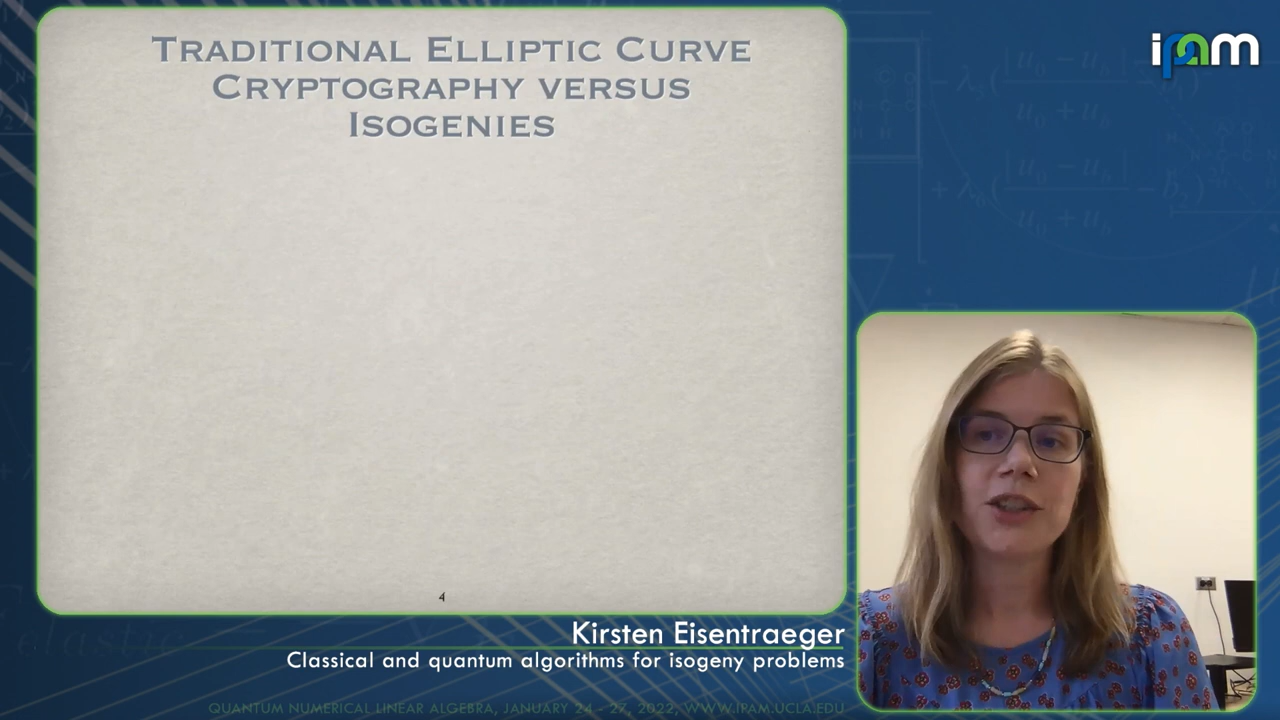 TRADITIONAL ELLIPTIC CURVE
CRYPTOGRAPHY VERSUS
ISOGENIES
4
ipam
Kirsten Eisentraeger
Classical and quantum algorithms for isogeny problems
QUANTUM NUMERICAL LINEAR ALGEBRA, JANUARY 24 - 27, 2022, WWW.IPAM.UCLA.EDU